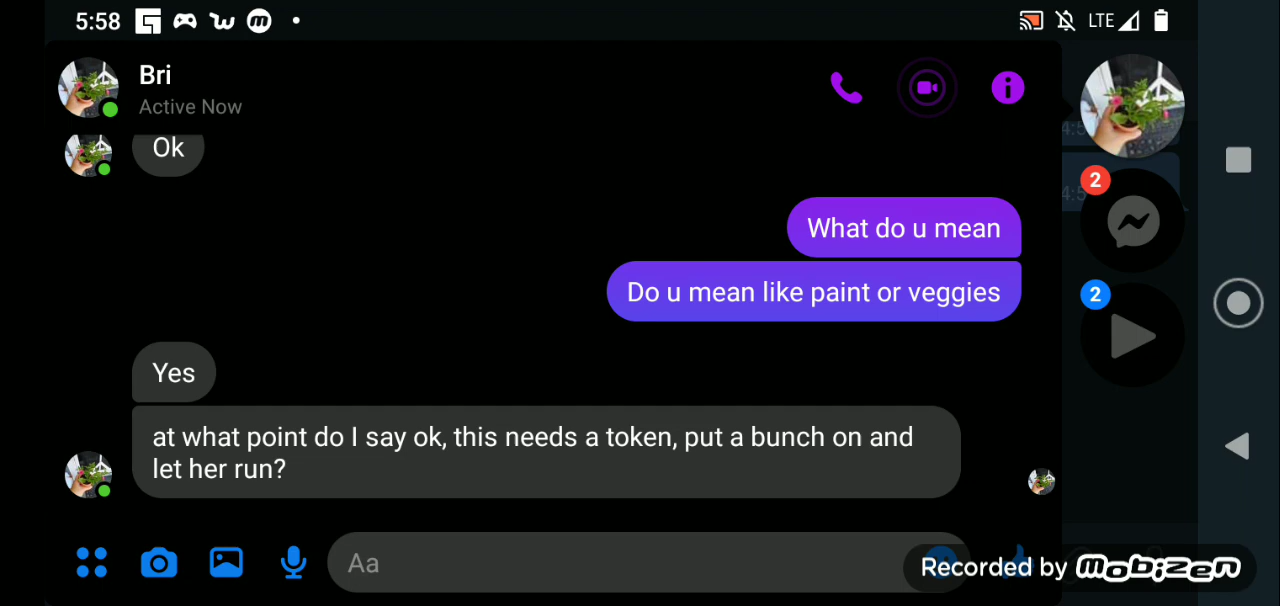 5:58
LTE
Bri
Active Now
Ok
2
What do u mean
Do u mean like paint or veggies
2
Yes
at what point do I say ok, this needs a token, put a bunch on and
let her run?
Aa
Recorded by mobizen